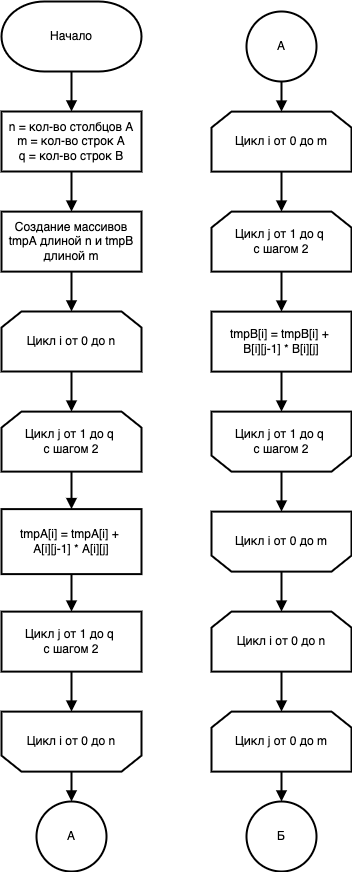 Начало
n = кол-во столбцов A
m = кол-во строк A
q = кол-во строк B
Создание массивов
tmpA длиной n и tmpB
длиной m
Цикл i от 0 до n
Цикл j от 1 до q
с шагом 2
tmpA[i] = tmpA[i] +
A[i][j-1] * A[i][j]
Цикл j от 1 до q
с шагом 2
Цикл i от 0 до n
А
А
Цикл i от 0 до m
Цикл j от 1 до q
с шагом 2
tmpB[i] = tmpB[i] +
B[i][j-1] * B[i][j]
Цикл j от 1 до q
с шагом 2
Цикл i от 0 до m
Цикл i от 0 до n
Цикл j от 0 до m
Б